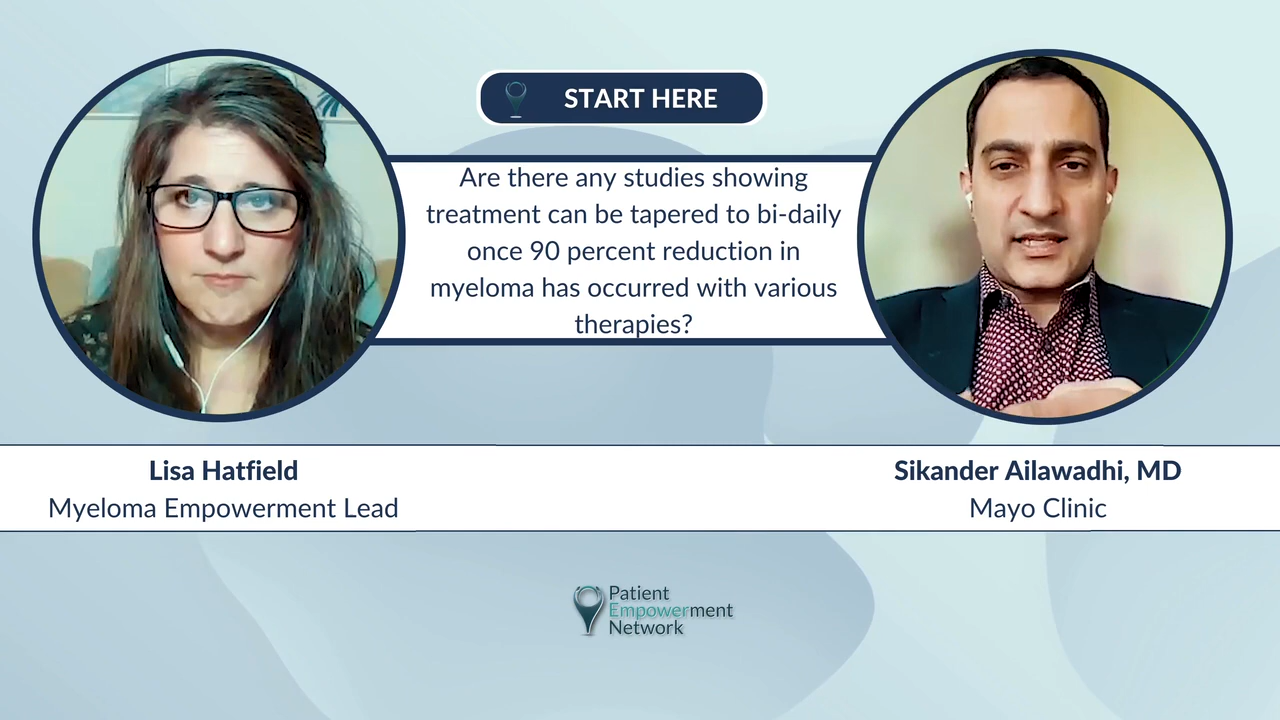 START HERE
Are there any studies showing
treatment can be tapered to bi-daily
once 90 percent reduction in
myeloma has occurred with various
therapies?
Lisa Hatfield
Myeloma Empowerment Lead
Sikander Ailawadhi, MD
Mayo Clinic
Patient
Empowerment
Network